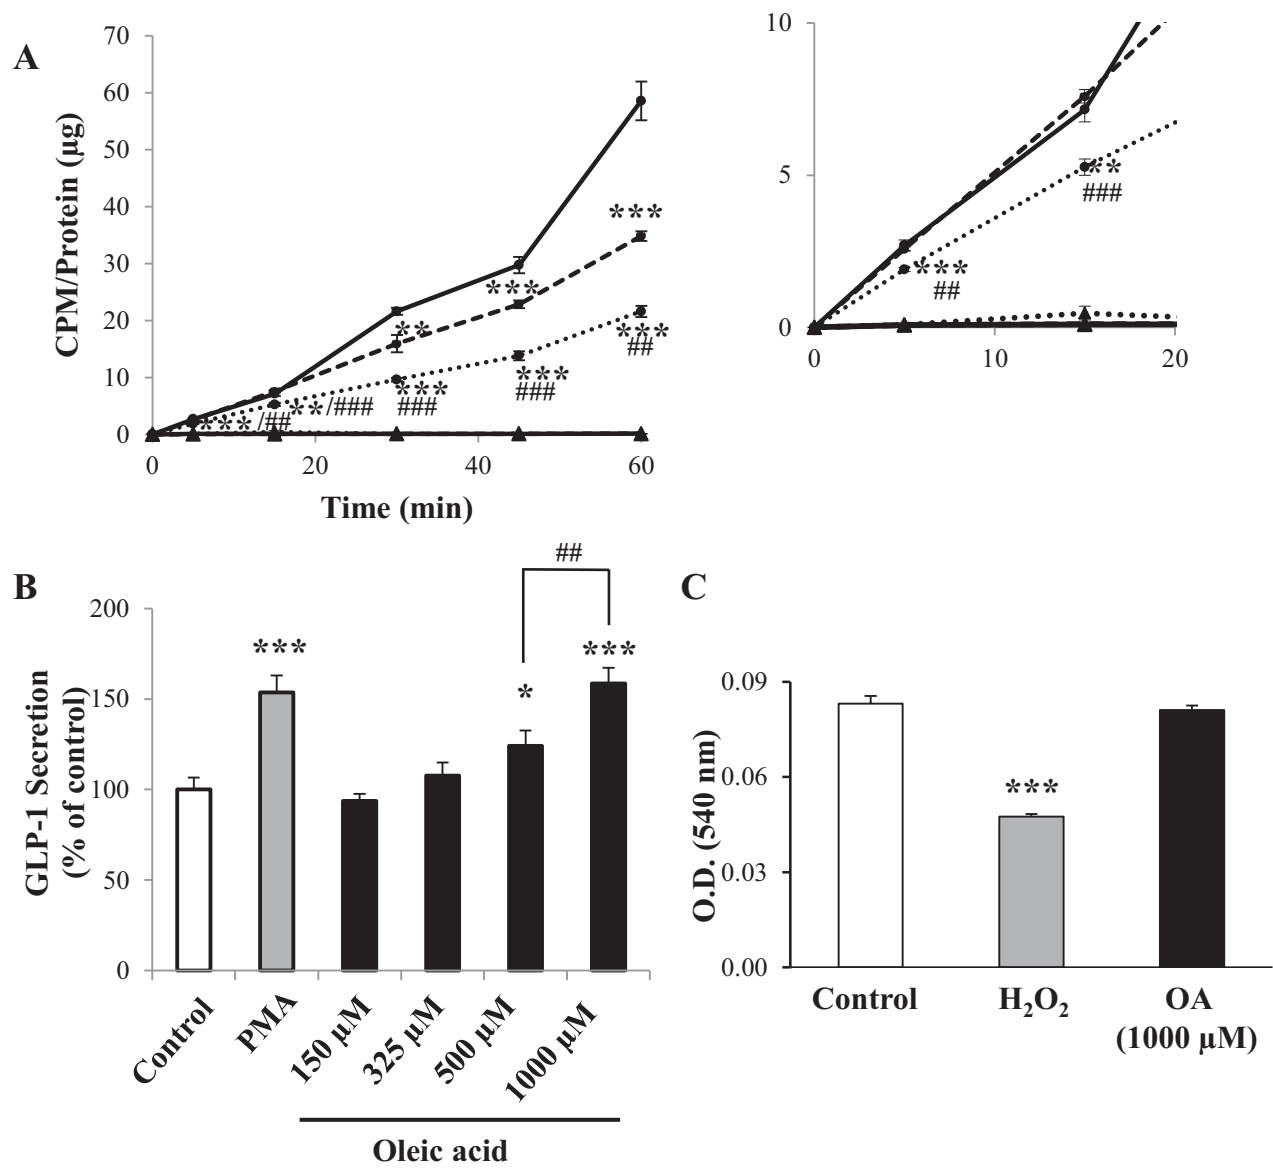 A
CPM/Protein (µg)
70
60
50
40
30
20
10
0
***
***
**
***
##
***
###
***
###
***/##
**/###
0
20
40
60
Time (min)
10
5
0
**
###
***
##
0
10
20
B
GLP-1 Secretion
(% of control)
200
150
100
50
0
##
***
*
***
Control
PMA
150 µM
325 µM
500 µM
1000 µM
Oleic acid
C
O.D. (540 nm)
0.09
0.06
0.03
0.00
***
Control
H₂O₂
OA
(1000 µM)